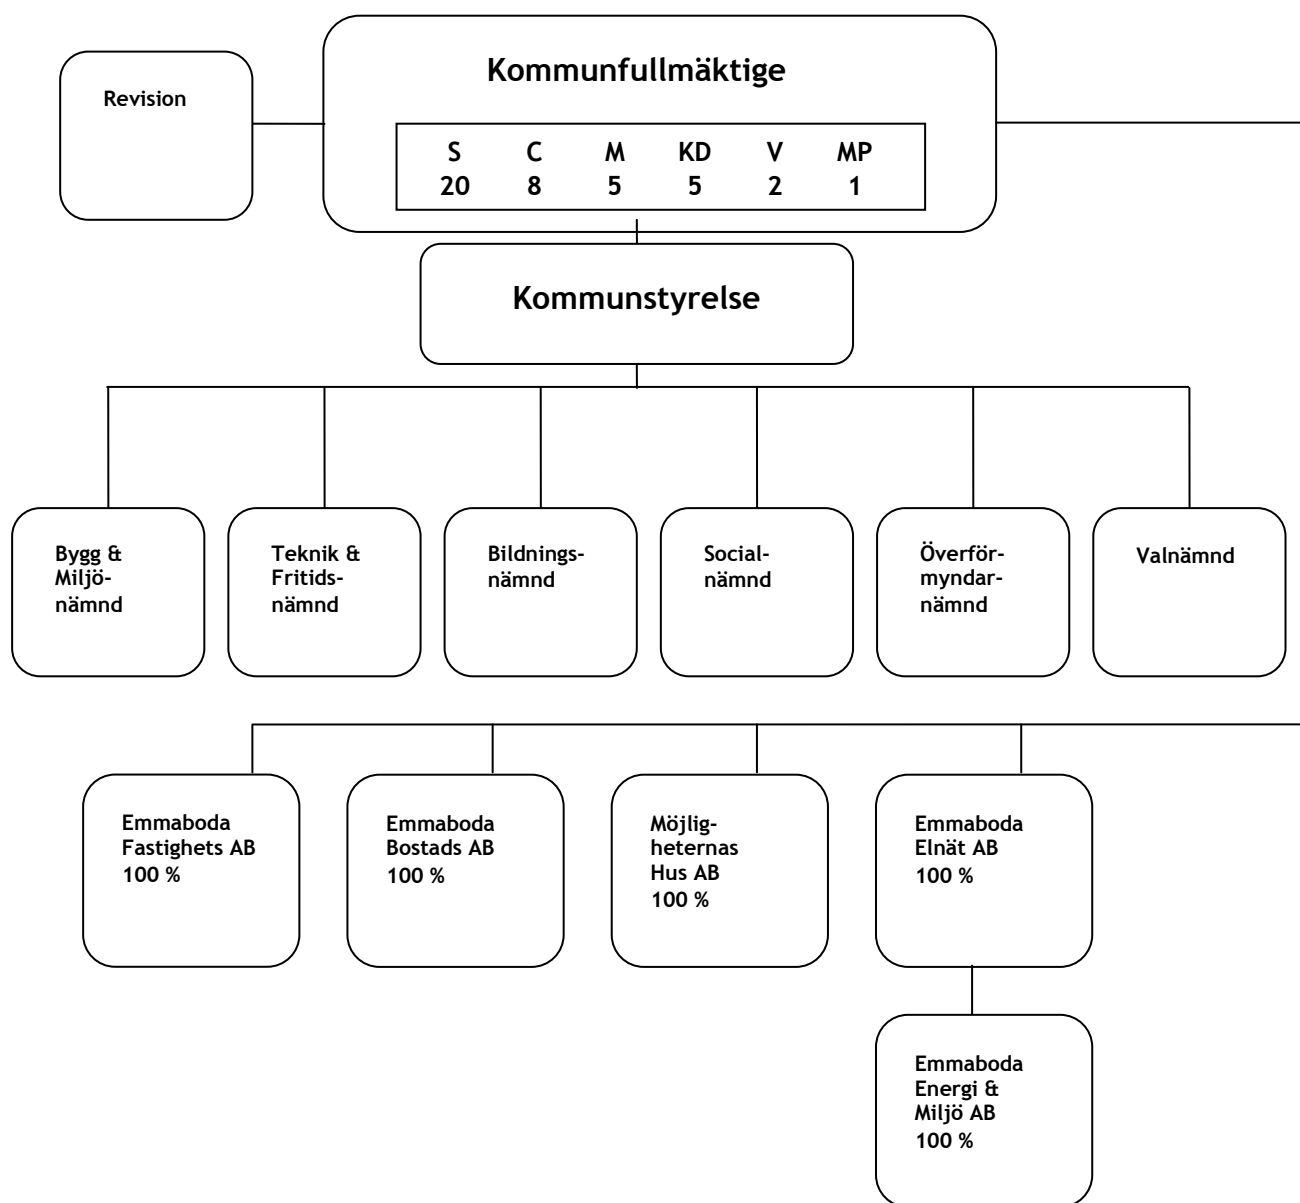 Kommunfullmäktige
Revision
S C M KD V MP
20 8 5 5 2 1
Kommunstyrelse
Bygg &
Miljö-
nämnd
Teknik &
Fritids-
nämnd
Bildnings-
nämnd
Social-
nämnd
Överför-
myndar-
nämnd
Valnämnd
Emmaboda
Fastighets AB
100 %
Emmaboda
Bostads AB
100 %
Möjlig-
heternas
Hus AB
100 %
Emmaboda
Elnät AB
100 %
Emmaboda
Energi &
Miljö AB
100 %